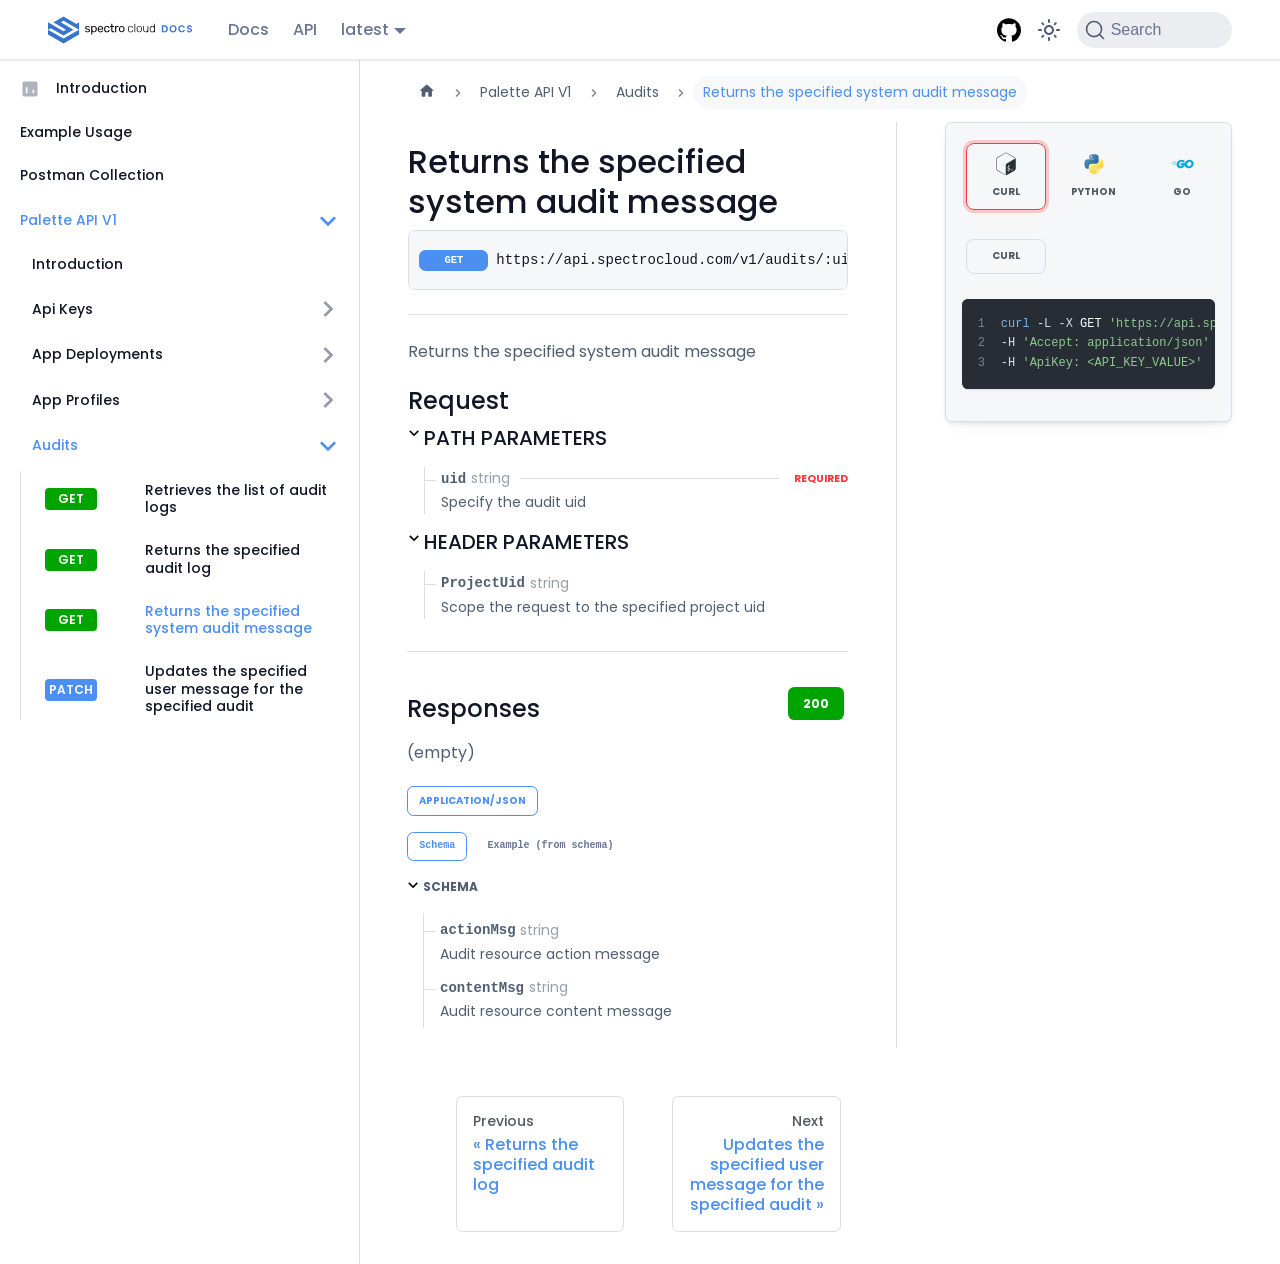 spectro cloud DOCS
Docs
API
latest
Search
Introduction
Example Usage
Postman Collection
Palette API V1
Introduction
Api Keys
App Deployments
App Profiles
Audits
GET
Retrieves the list of audit
logs
GET
Returns the specified
audit log
GET
Returns the specified
system audit message
PATCH
Updates the specified
user message for the
specified audit
Palette API V1
Audits
Returns the specified system audit message
Returns the specified
system audit message
GET https://api.spectrocloud.com/v1/audits/:ui
Returns the specified system audit message
Request
PATH PARAMETERS
uid string REQUIRED
Specify the audit uid
HEADER PARAMETERS
ProjectUid string
Scope the request to the specified project uid
Responses
200
(empty)
APPLICATION/JSON
Schema
Example (from schema)
SCHEMA
actionMsg string
Audit resource action message
contentMsg string
Audit resource content message
CURL
PYTHON
GO
GO
CURL
1 curl -L -X GET 'https://api.sp
2 -H 'Accept: application/json'
3 -H 'ApiKey: <API_KEY_VALUE>'
Previous
« Returns the
specified audit
log
Next
Updates the
specified user
message for the
specified audit »